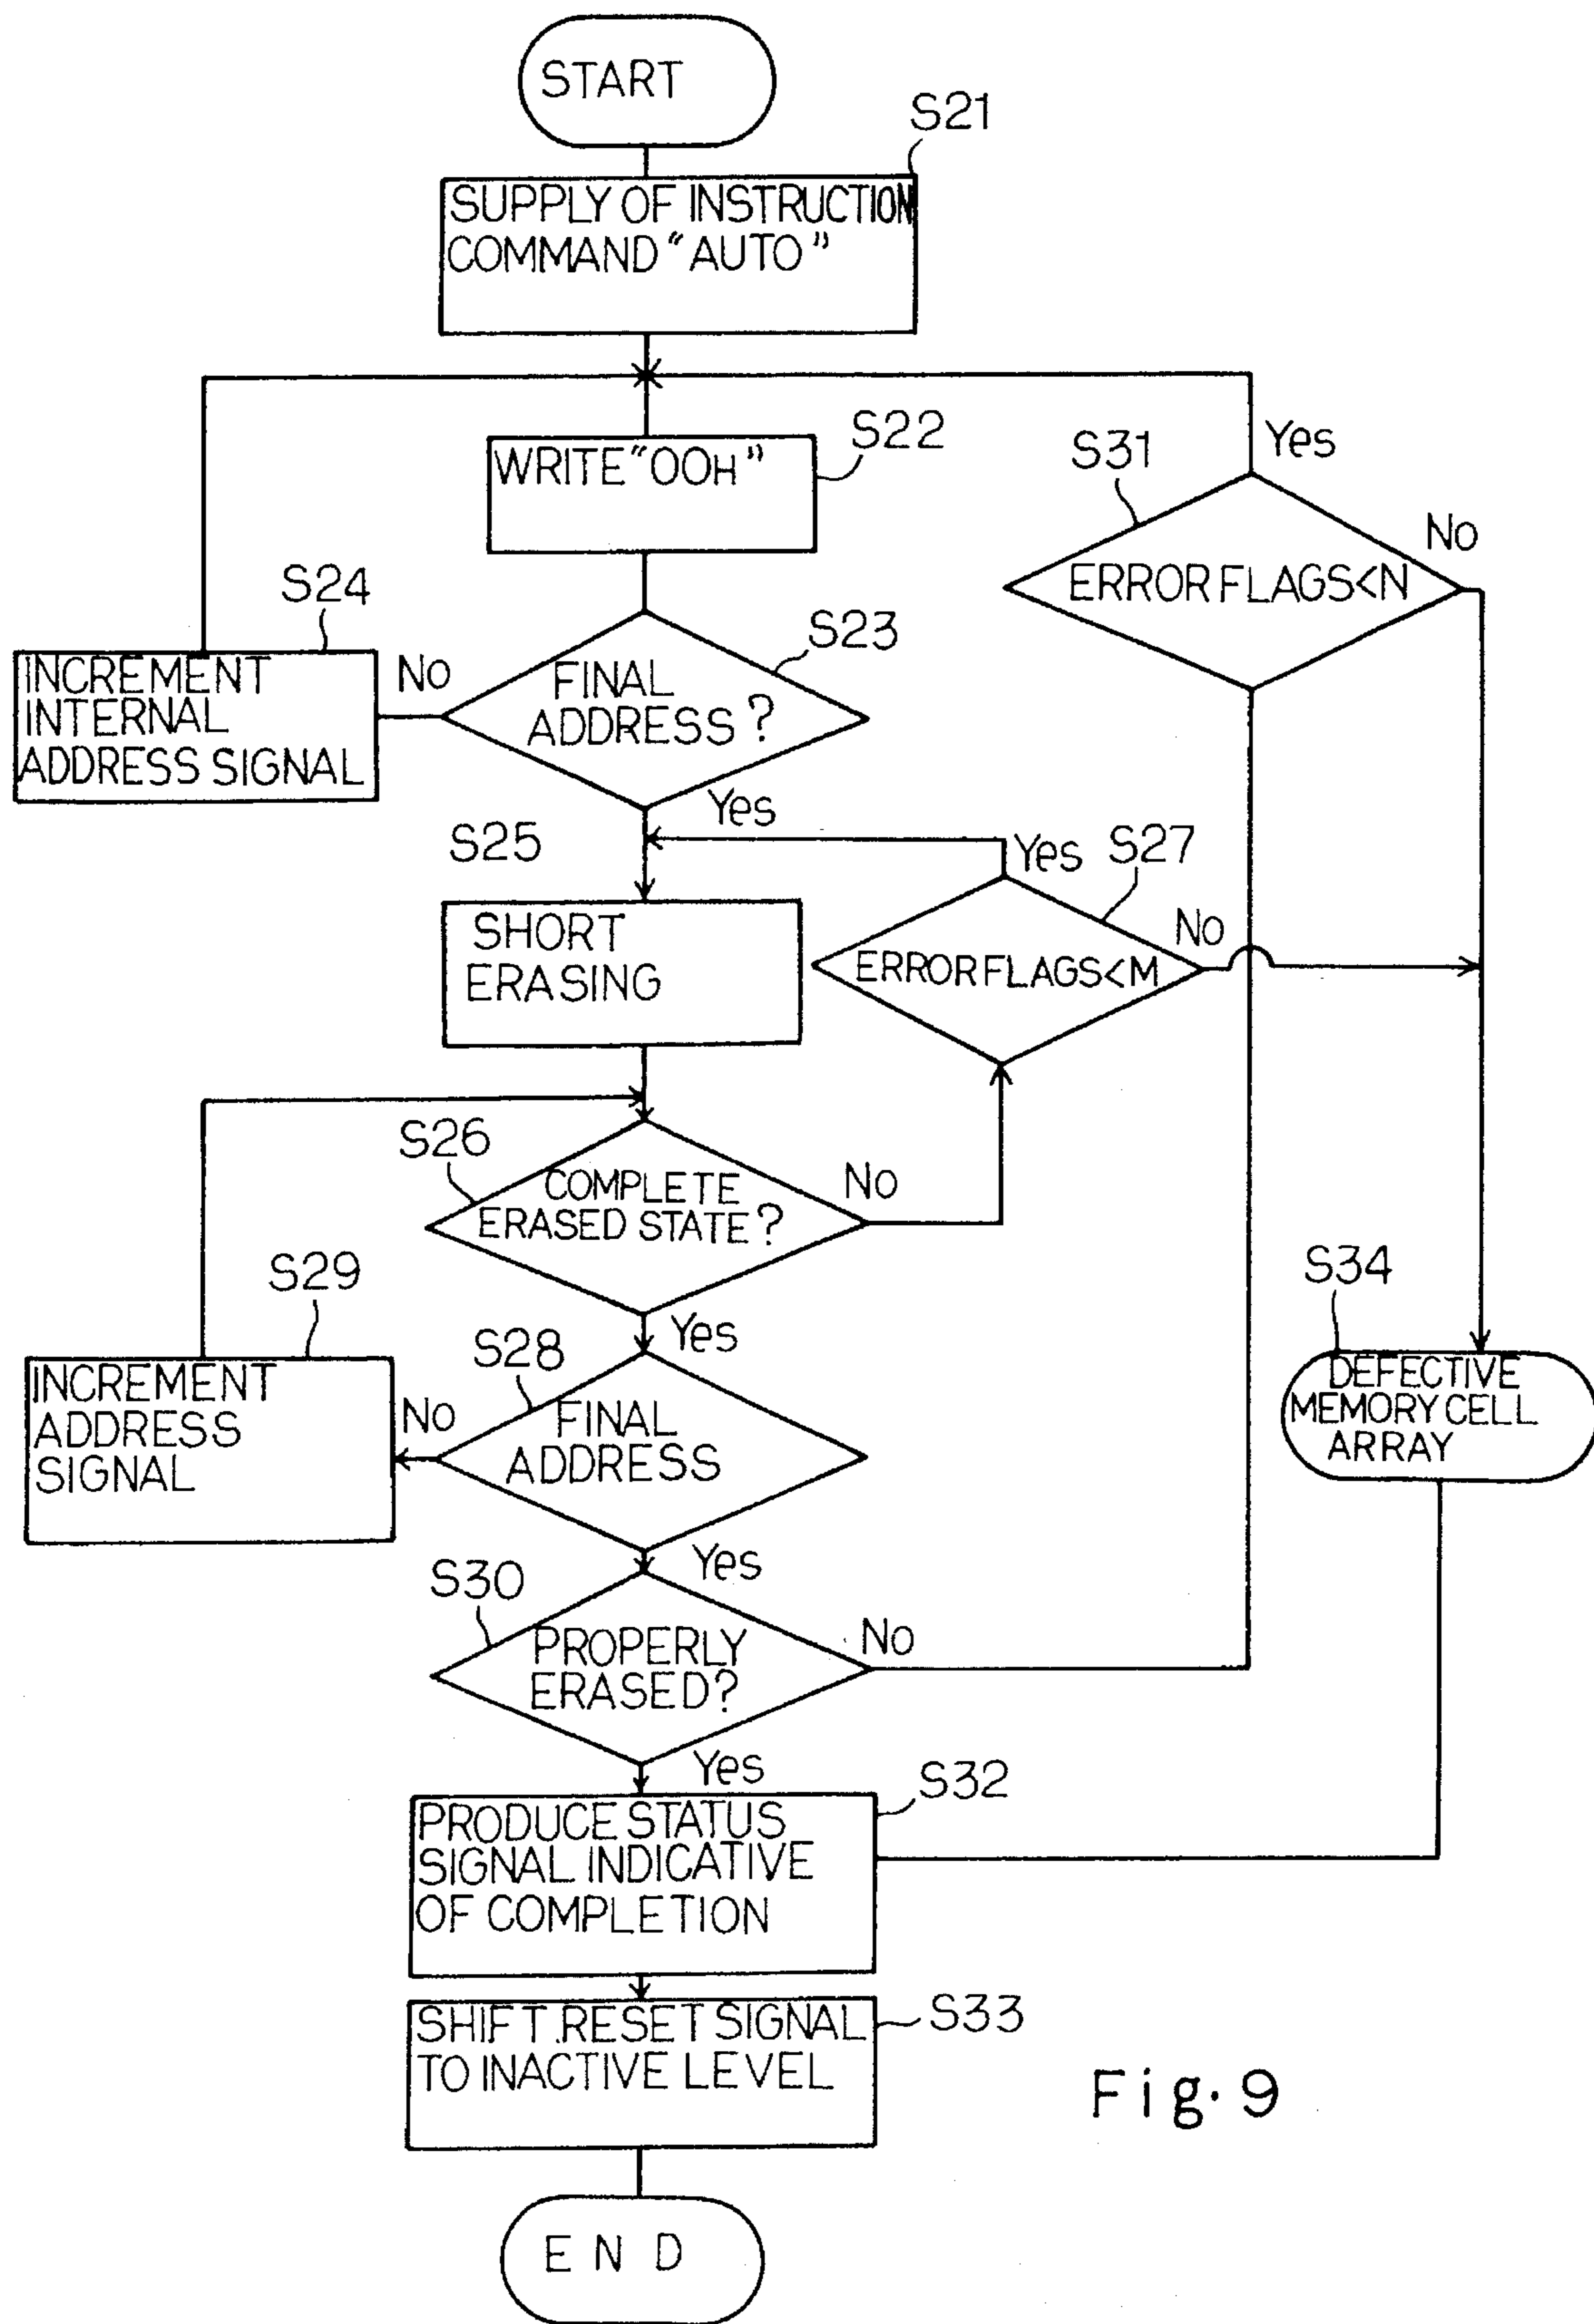 START
S21
SUPPLY OF INSTRUCTION
COMMAND "AUTO"
S22
WRITE "00H"
S31
Yes
No
ERROR FLAGS<N
S24
INCREMENT
INTERNAL
ADDRESS SIGNAL
No
S23
FINAL
ADDRESS?
Yes
S25
SHORT
ERASING
Yes
S27
No
ERROR FLAGS<M
S26
COMPLETE
ERASED STATE?
No
Yes
S29
INCREMENT
ADDRESS
SIGNAL
No
S28
FINAL
ADDRESS
Yes
S34
DEFECTIVE
MEMORY CELL
ARRAY
S30
PROPERLY
ERASED?
No
Yes
S32
PRODUCE STATUS
SIGNAL INDICATIVE
OF COMPLETION
S33
SHIFT RESET SIGNAL
TO INACTIVE LEVEL
Fig. 9
END